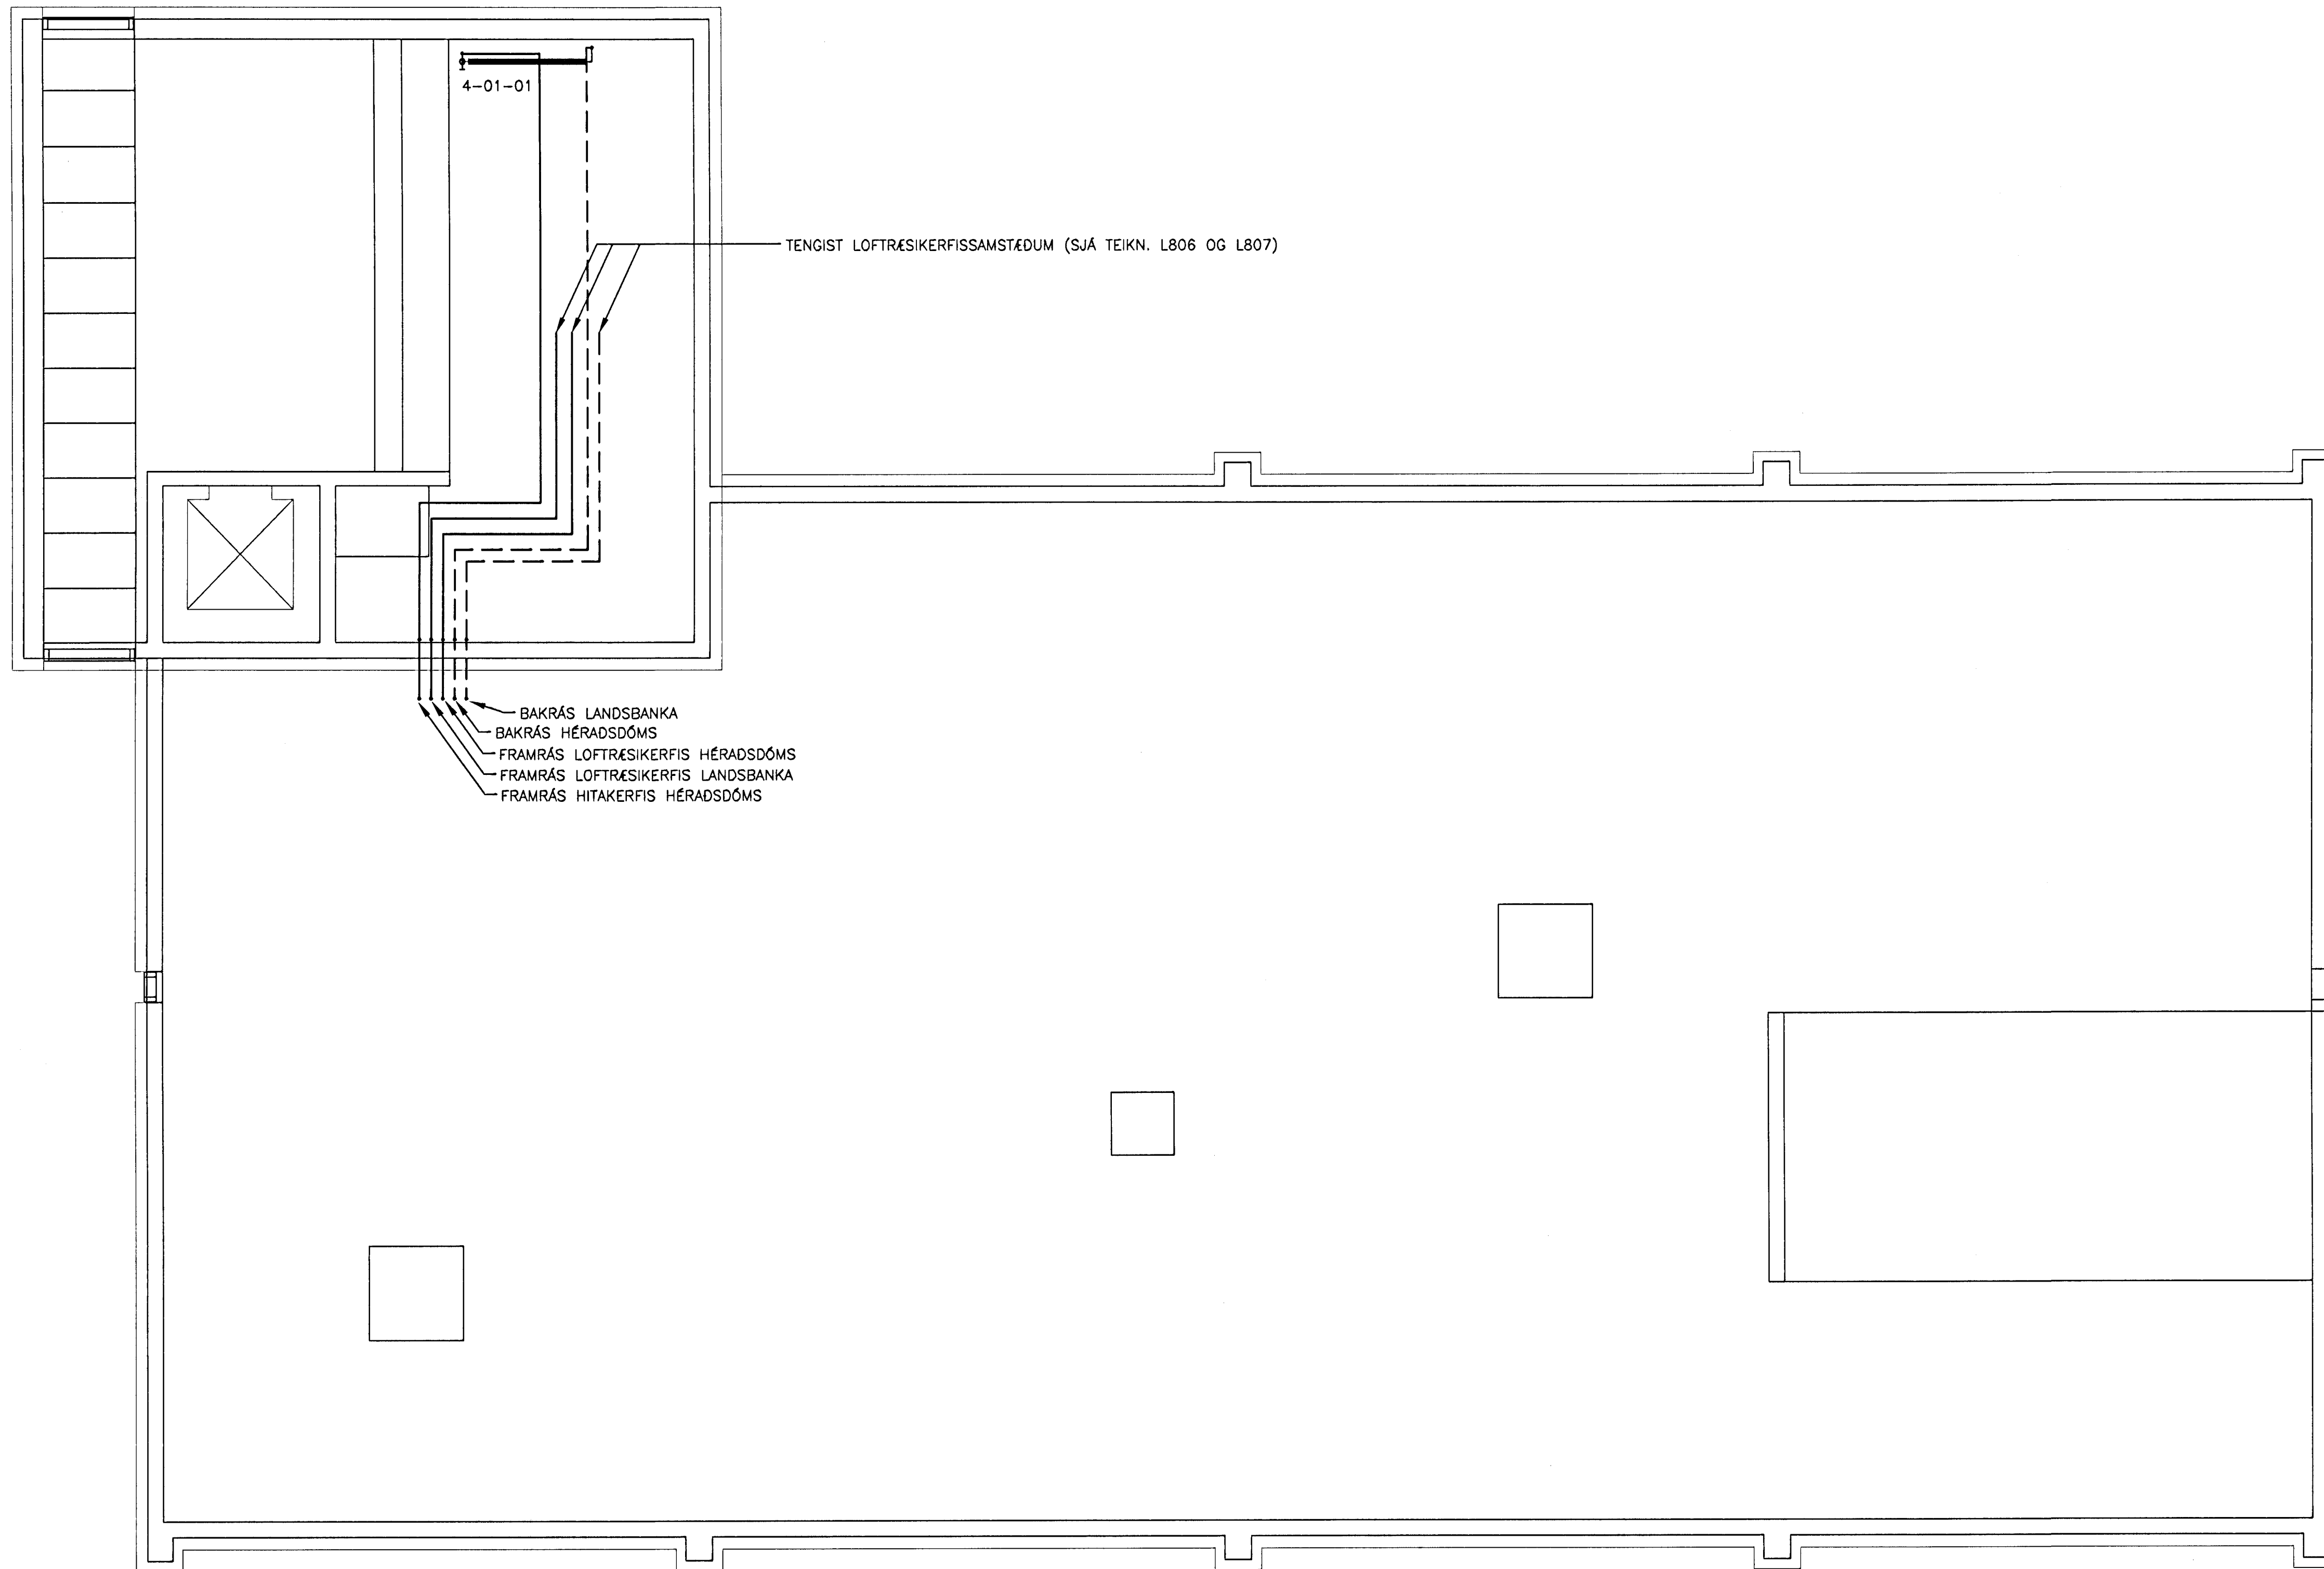 4-01-01
TENGIST LOFTRÆSIKERFISSAMSTÆÐUM (SJÁ TEIKN. L806 OG L807)
BAKRÁS LANDSBANKA
BAKRÁS HÉRAÐSDÓMS
FRAMRÁS LOFTRÆSIKERFIS HÉRAÐSDÓMS
FRAMRÁS LOFTRÆSIKERFIS LANDSBANKA
FRAMRÁS HITAKERFIS HÉRAÐSDÓMS